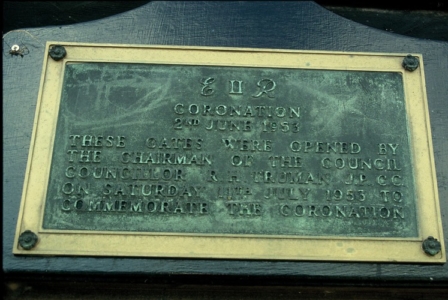 E II R
CORONATION
2ND JUNE 1953
THESE GATES WERE OPENED BY
THE CHAIRMAN OF THE COUNCIL
COUNCILLOR R.H. TRUMAN J.P. C.C.
ON SATURDAY 11TH JULY 1953 TO
COMMEMORATE THE CORONATION